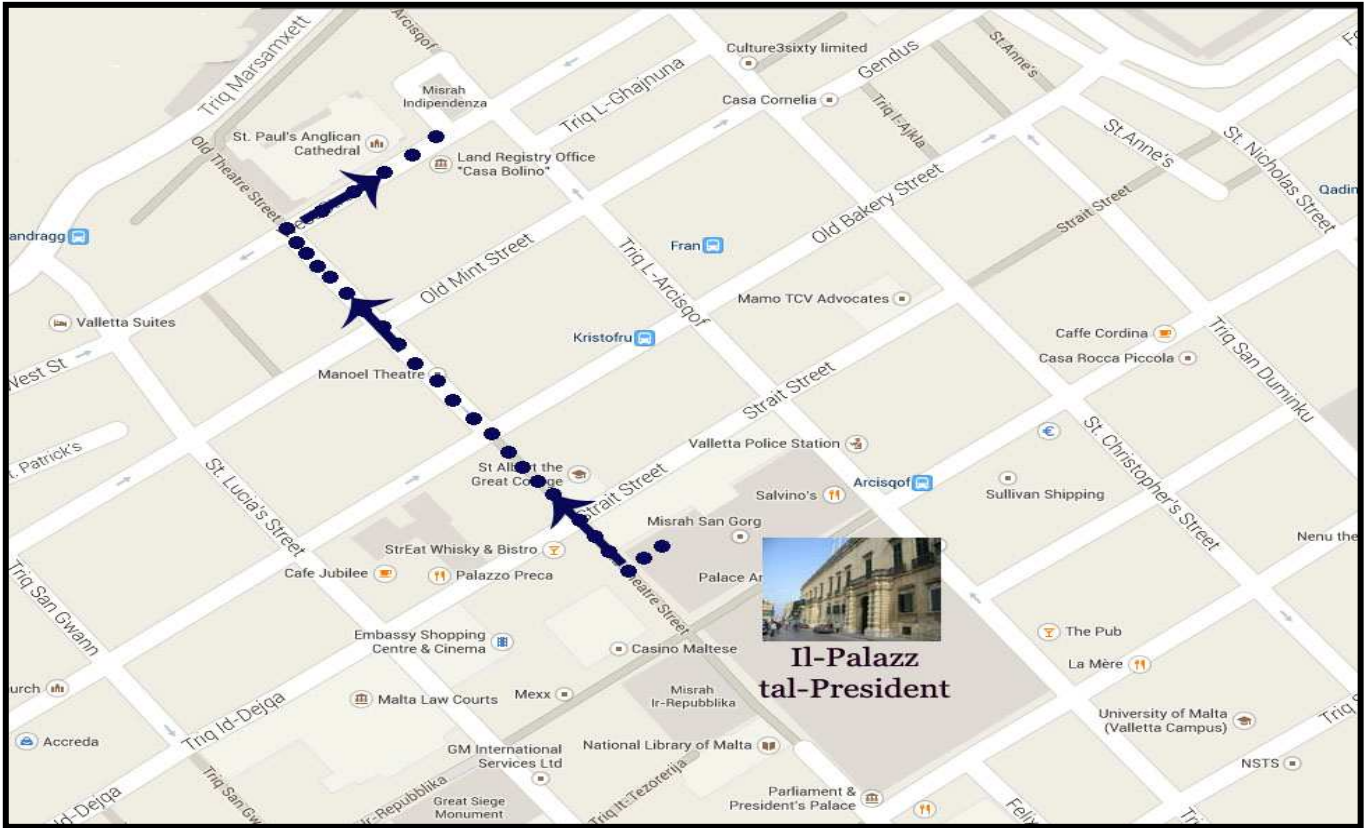 Triq Marsamxett
Arcisqof
Misrah
Indipendenza
Culture3sixty limited
Gendus
St.Anne's
Casa Cornelia
Triq L-Ghajnuna
Triq l-Ajkla
St. Paul's Anglican
Cathedral
Old Theatre Street
Land Registry Office
"Casa Bolino"
St.Anne's
St. Nicholas Street
Qadin
Old Bakery Street
Strait Street
andragg
Fran
Old Mint Street
Triq L-Arcisqof
Mamo TCV Advocates
Valletta Suites
Kristofru
Caffe Cordina
Casa Rocca Piccola
Triq San Duminku
West St
Manoel Theatre
Strait Street
t. Patrick's
St. Lucia's Street
Valletta Police Station
St. Christopher's Street
St Albert the
Great College
Strait Street
Salvino's
Arcisqof
Sullivan Shipping
Misrah San Gorg
StrEat Whisky & Bistro
Nenu the
Cafe Jubilee
Palazzo Preca
Palace Ar
eatre Street
Triq San Gwann
Embassy Shopping
Centre & Cinema
Casino Maltese
Il-Palazz
tal-President
The Pub
La Mère
urch
Malta Law Courts
Mexx
Misrah
Ir-Repubblika
University of Malta
(Valletta Campus)
Triq S
Accreda
Triq Id-Dejqa
GM International
Services Ltd
National Library of Malta
NSTS
Triq San Gw
Ir-Repubblika
Great Siege
Monument
Triq It-Tezorerija
Parliament &
President's Palace
Felix
Tri
Id-Dejqa